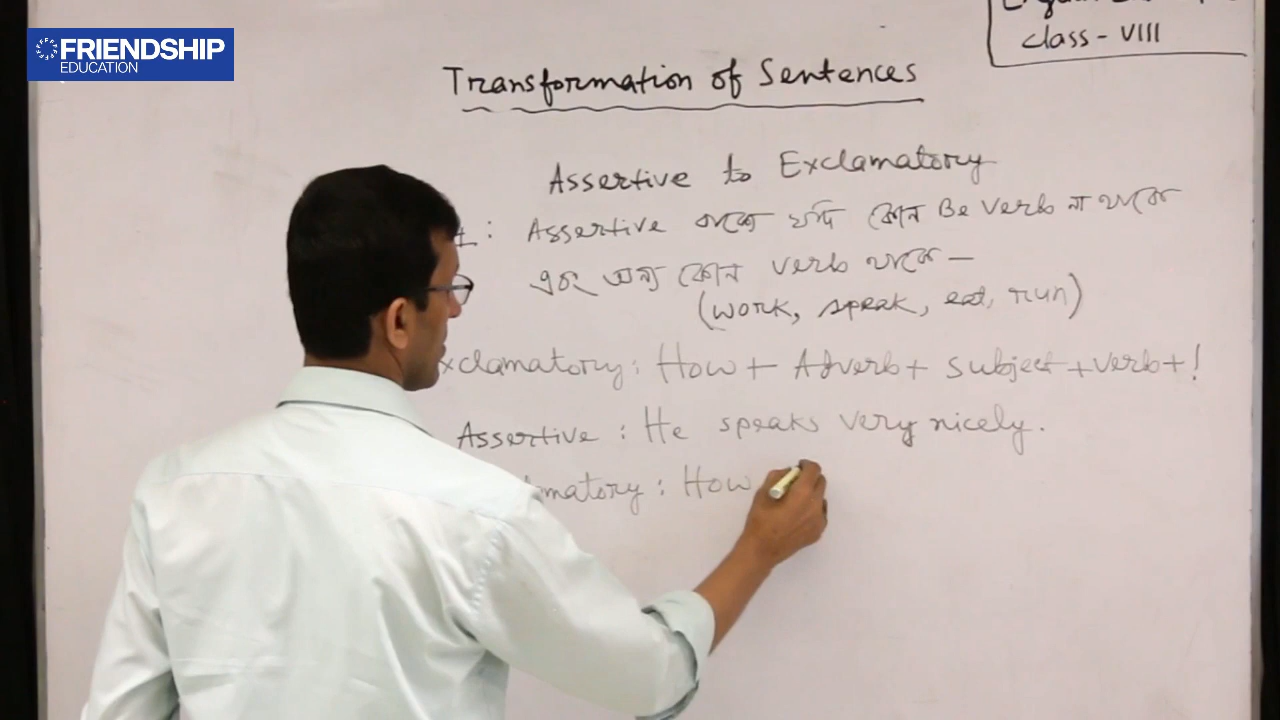 FRIENDSHIP
EDUCATION
class - VIII
Transformation of Sentences
Assertive to Exclamatory
: Assertive বাক্যে যদি কোন Be verb না থাকে
এবং অন্য কোন verb থাকে —
(work, speak, eat, run)
xclamatory: How + Adverb + subject + verb + !
Assertive : He speaks very nicely.
matory : How